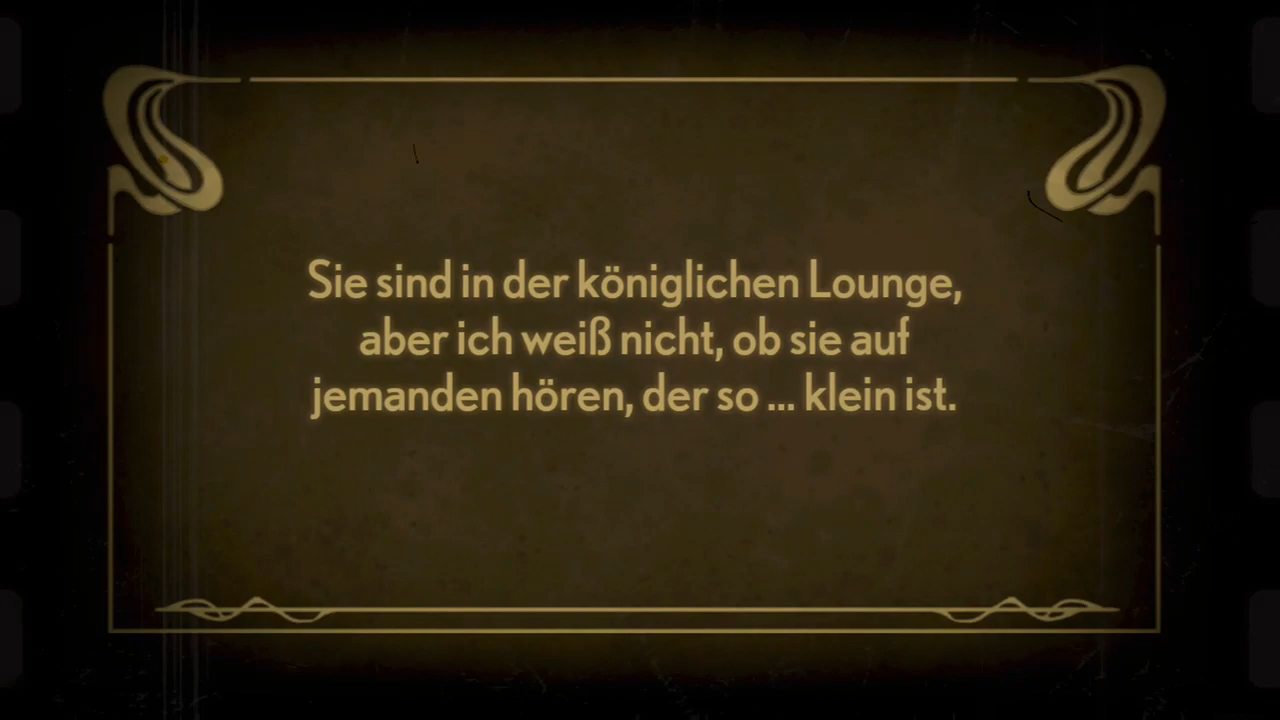 Sie sind in der königlichen Lounge,
aber ich weiß nicht, ob sie auf
jemanden hören, der so ... klein ist.